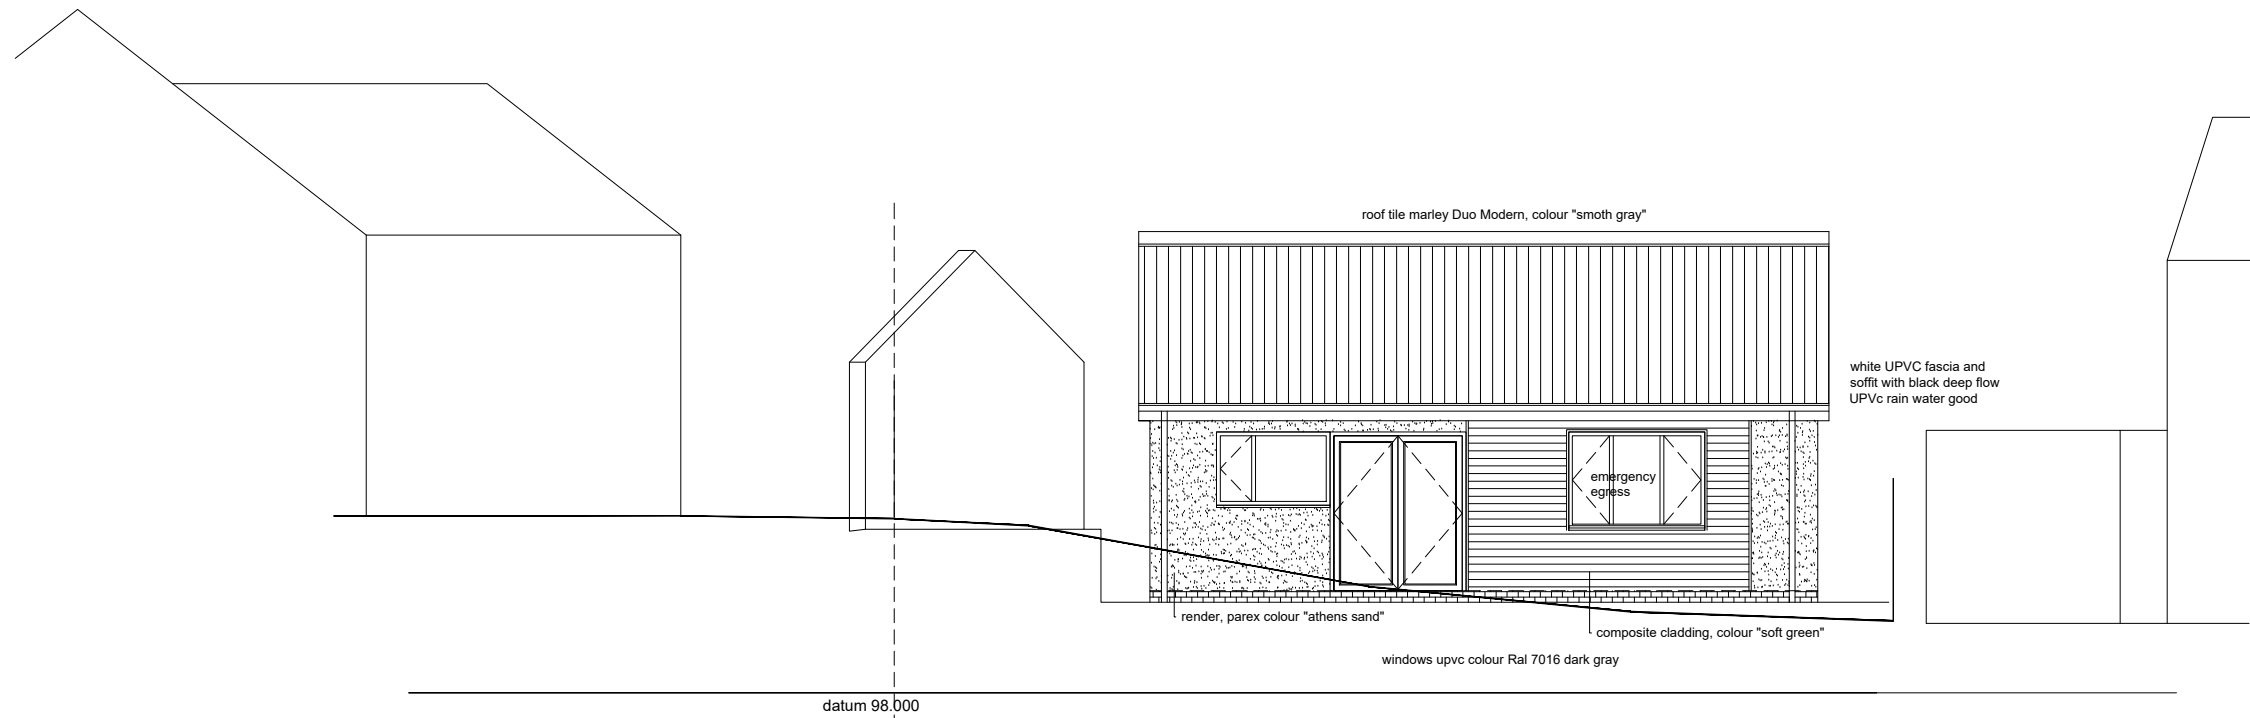 roof tile marley Duo Modern, colour "smoth gray"
white UPVC fascia and
soffit with black deep flow
UPVc rain water good
emergency
egress
render, parex colour "athens sand"
composite cladding, colour "soft green"
windows upvc colour Ral 7016 dark gray
datum 98.000